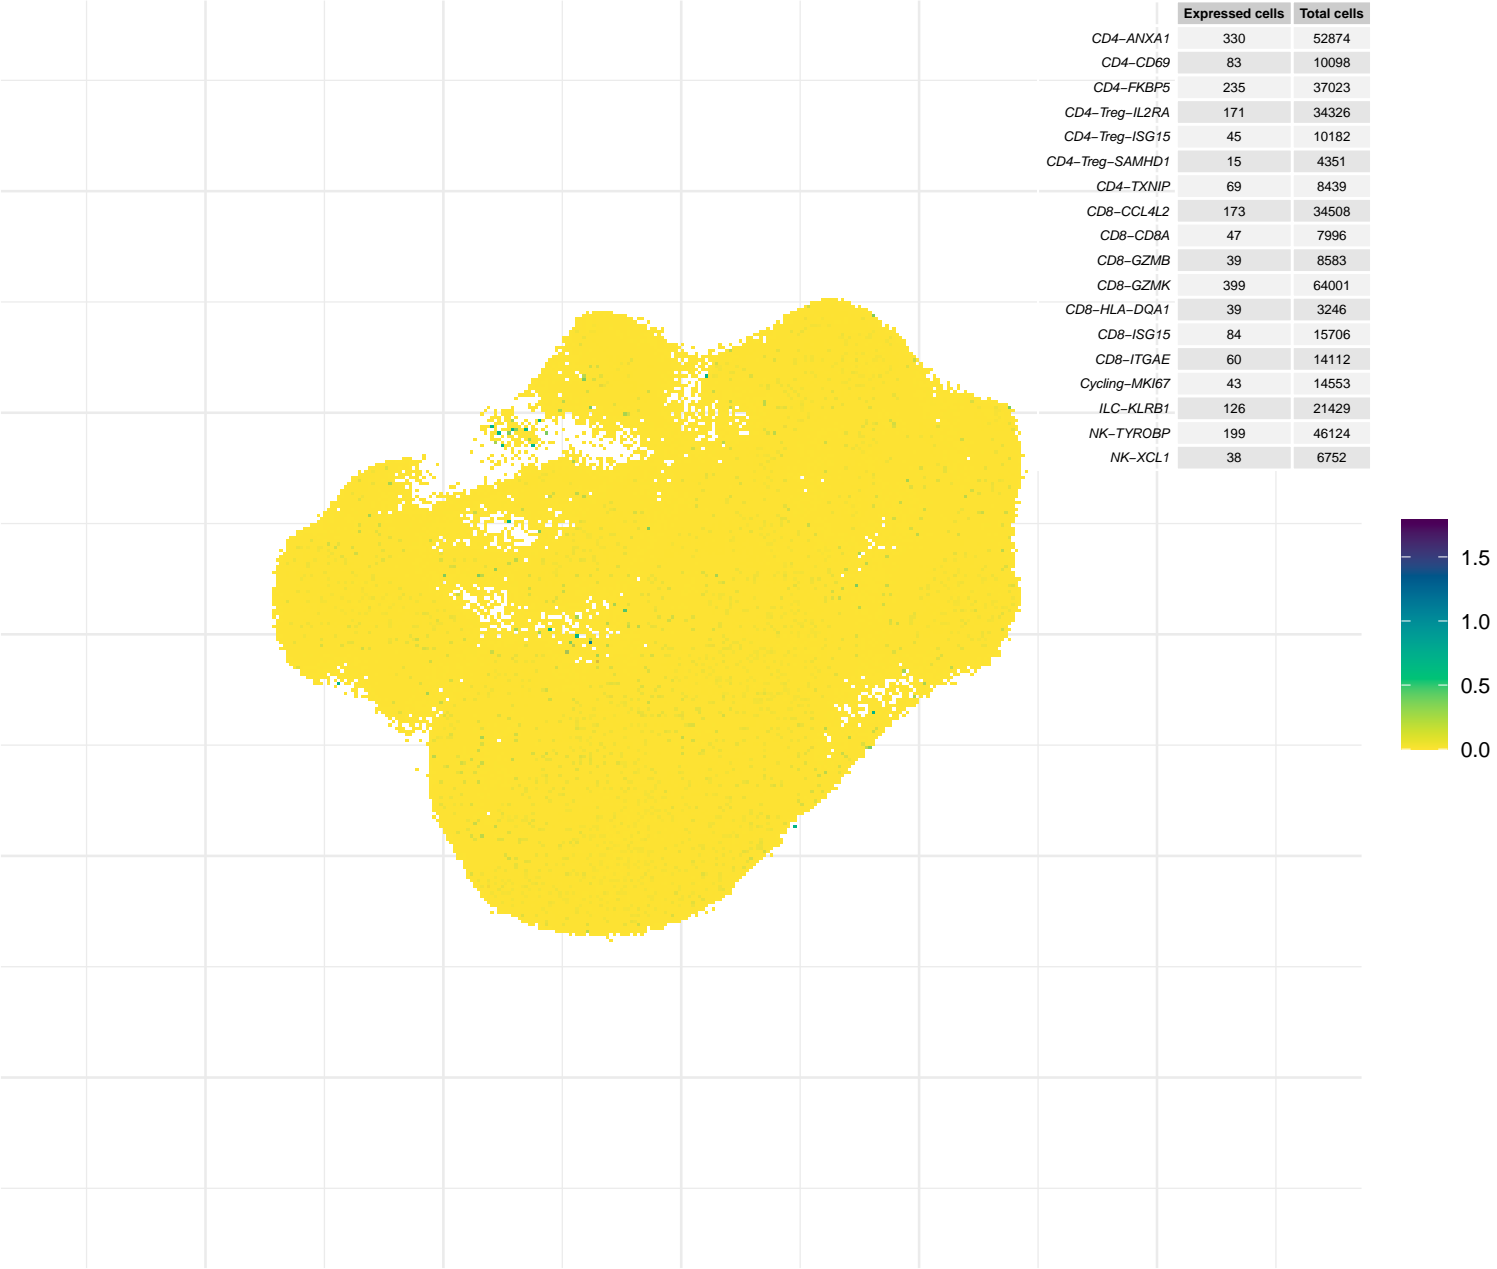 Expressed cells Total cells
CD4−ANXA1 330 52874
CD4−CD69 83 10098
CD4−FKBP5 235 37023
CD4−Treg−IL2RA 171 34326
CD4−Treg−ISG15 45 10182
CD4−Treg−SAMHD1 15 4351
CD4−TXNIP 69 8439
CD8−CCL4L2 173 34508
CD8−CD8A 47 7996
CD8−GZMB 39 8583
CD8−GZMK 399 64001
CD8−HLA−DQA1 39 3246
CD8−ISG15 84 15706
CD8−ITGAE 60 14112
Cycling−MKI67 43 14553
ILC−KLRB1 126 21429
NK−TYROBP 199 46124
NK−XCL1 38 6752
1.5
1.0
0.5
0.0